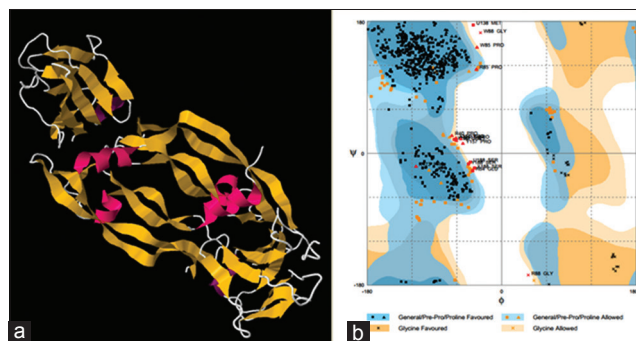 a
b
180
U138 MET
W88 GLY
W85 PRO
W81 PRO
T157 PRO
Ψ
0
W88 GLY
-180
-180
0
180
Φ
General/Pre-Pro/Proline Favoured
General/Pre-Pro/Proline Allowed
Glycine Favoured
Glycine Allowed